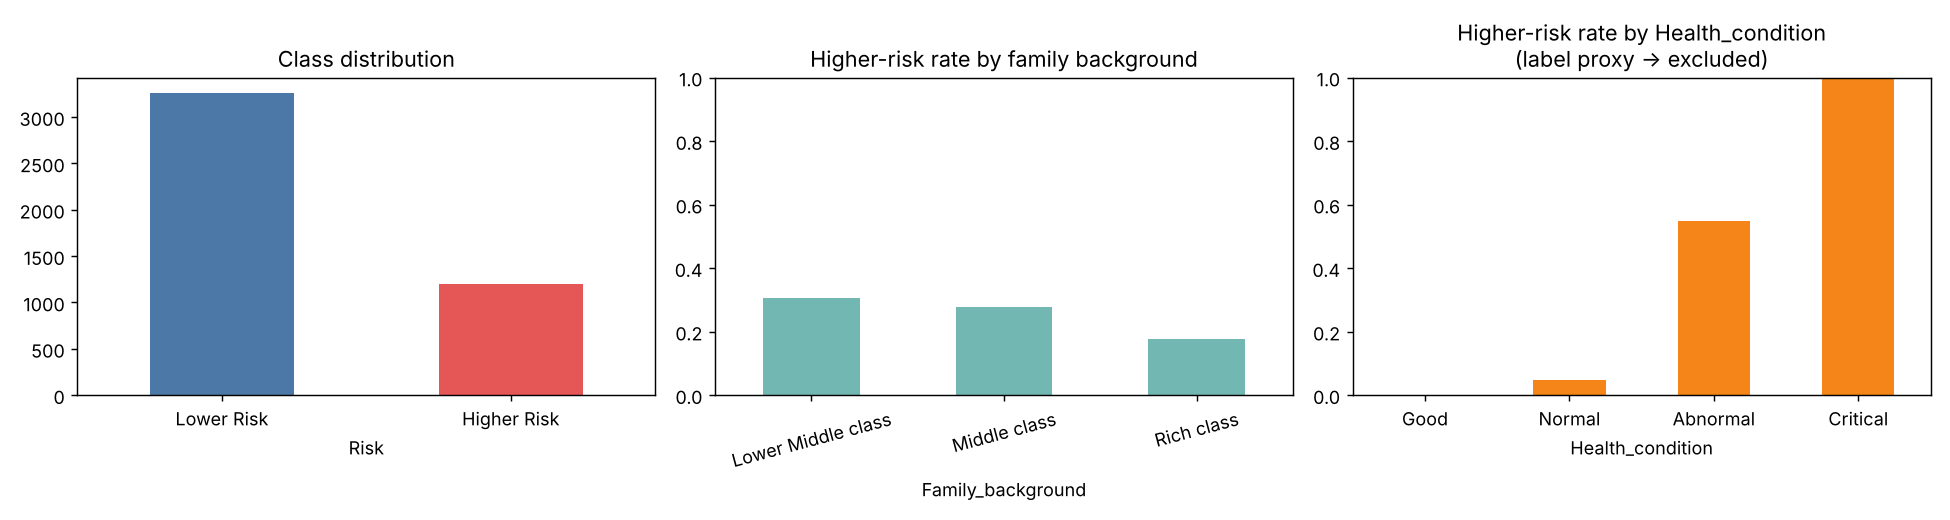 Class distribution
3000
2500
2000
1500
1000
500
0
Lower Risk
Higher Risk
Risk
Higher-risk rate by family background
1.0
0.8
0.6
0.4
0.2
0.0
Lower Middle class
Middle class
Rich class
Family_background
Higher-risk rate by Health_condition
(label proxy → excluded)
1.0
0.8
0.6
0.4
0.2
0.0
Good
Normal
Abnormal
Critical
Health_condition